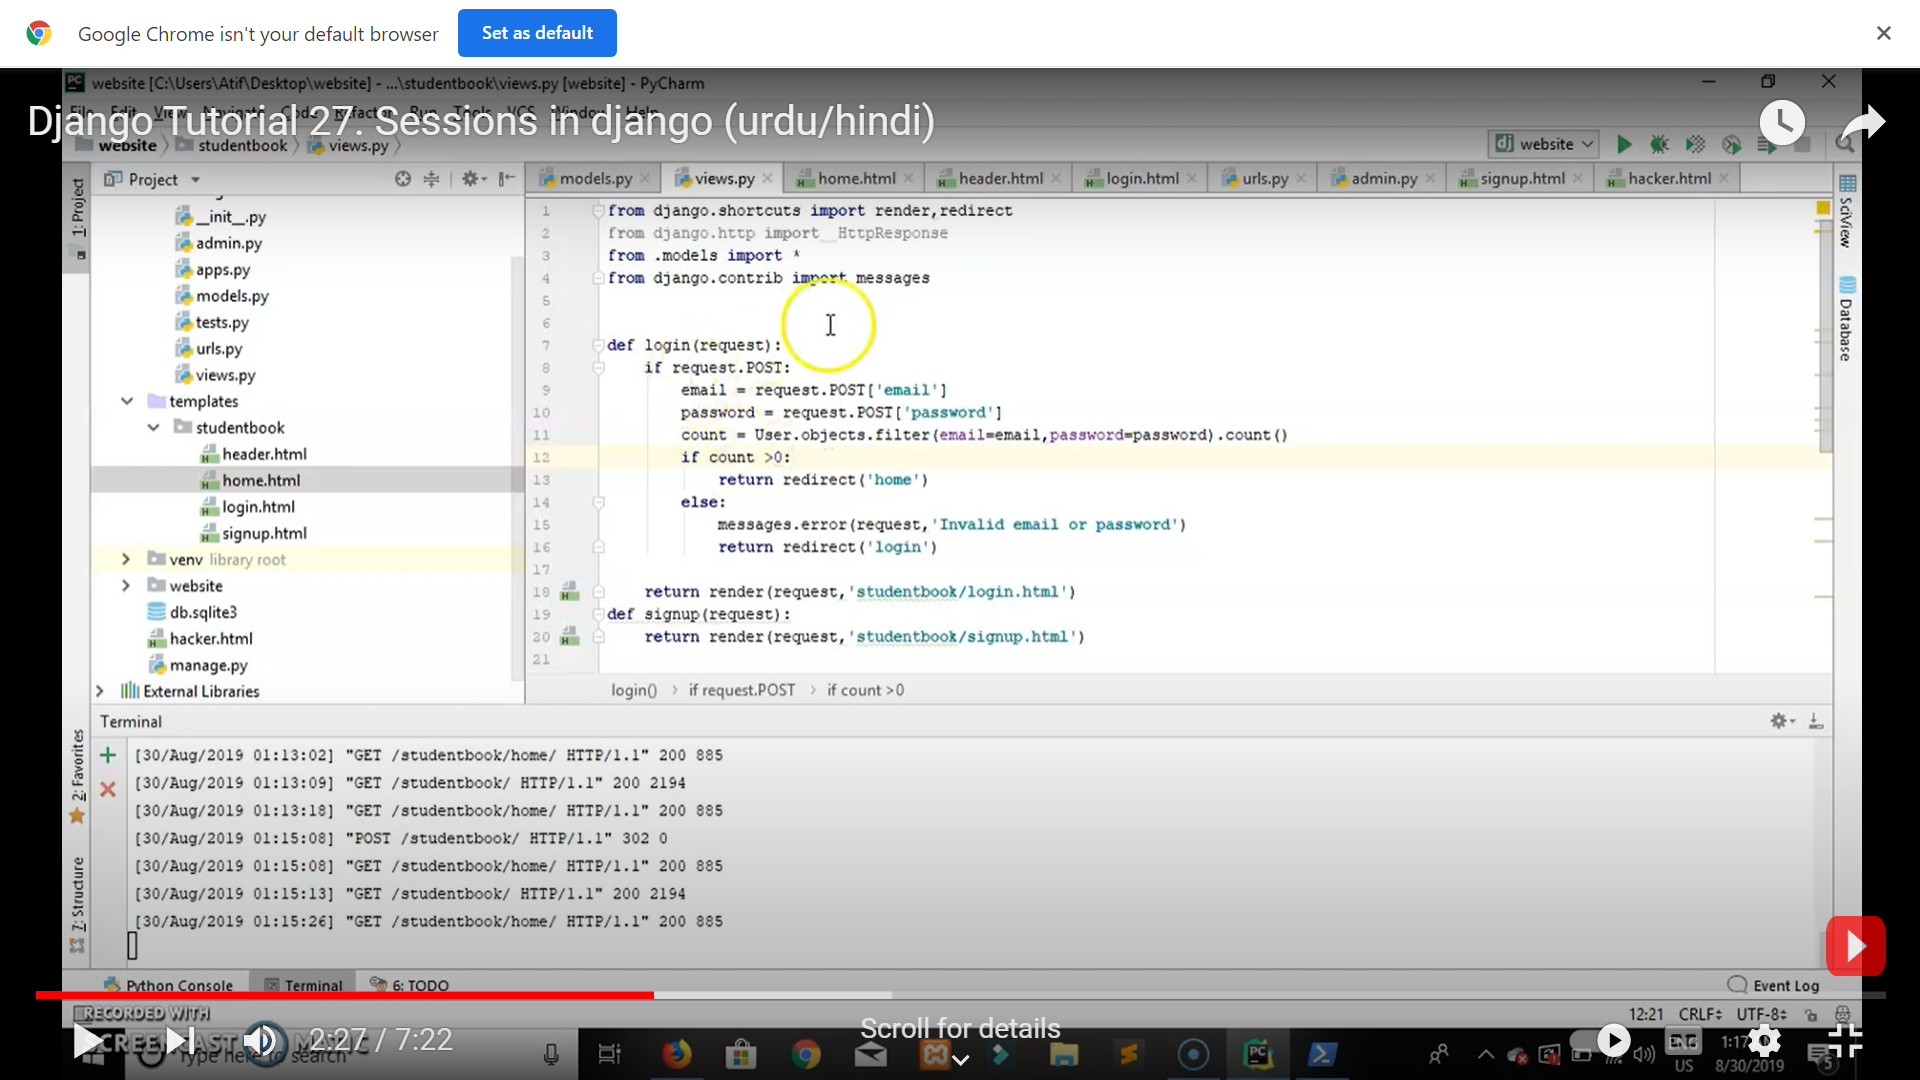 Google Chrome isn't your default browser
Set as default
website [C:\Users\Atif\Desktop\website] - ...\studentbook\views.py [website] - PyCharm
File Edit View Navigate Code Refactor Run Tools VCS Window Help
Django Tutorial 27. Sessions in django (urdu/hindi)
website studentbook views.py
website
Project
models.py views.py home.html header.html login.html urls.py admin.py signup.html hacker.html
1: Project
__init__.py
admin.py
apps.py
models.py
tests.py
urls.py
views.py
templates
studentbook
header.html
home.html
login.html
signup.html
venv library root
website
db.sqlite3
hacker.html
manage.py
External Libraries
1 from django.shortcuts import render,redirect
2 from django.http import HttpResponse
3 from .models import *
4 from django.contrib import messages
5
6
7 def login(request):
8 if request.POST:
9 email = request.POST['email']
10 password = request.POST['password']
11 count = User.objects.filter(email=email,password=password).count()
12 if count >0:
13 return redirect('home')
14 else:
15 messages.error(request,'Invalid email or password')
16 return redirect('login')
17
18 return render(request,'studentbook/login.html')
19 def signup(request):
20 return render(request,'studentbook/signup.html')
21
login() if request.POST if count >0
SciView
Database
Terminal
2: Favorites
7: Structure
[30/Aug/2019 01:13:02] "GET /studentbook/home/ HTTP/1.1" 200 885
[30/Aug/2019 01:13:09] "GET /studentbook/ HTTP/1.1" 200 2194
[30/Aug/2019 01:13:18] "GET /studentbook/home/ HTTP/1.1" 200 885
[30/Aug/2019 01:15:08] "POST /studentbook/ HTTP/1.1" 302 0
[30/Aug/2019 01:15:08] "GET /studentbook/home/ HTTP/1.1" 200 885
[30/Aug/2019 01:15:13] "GET /studentbook/ HTTP/1.1" 200 2194
[30/Aug/2019 01:15:26] "GET /studentbook/home/ HTTP/1.1" 200 885
Python Console Terminal 6: TODO
Event Log
RECORDED WITH
12:21 CRLF UTF-8
SCREENCAST MATIC
2:27 / 7:22
Scroll for details
Type here to search
ENG
US
8/30/2019
5